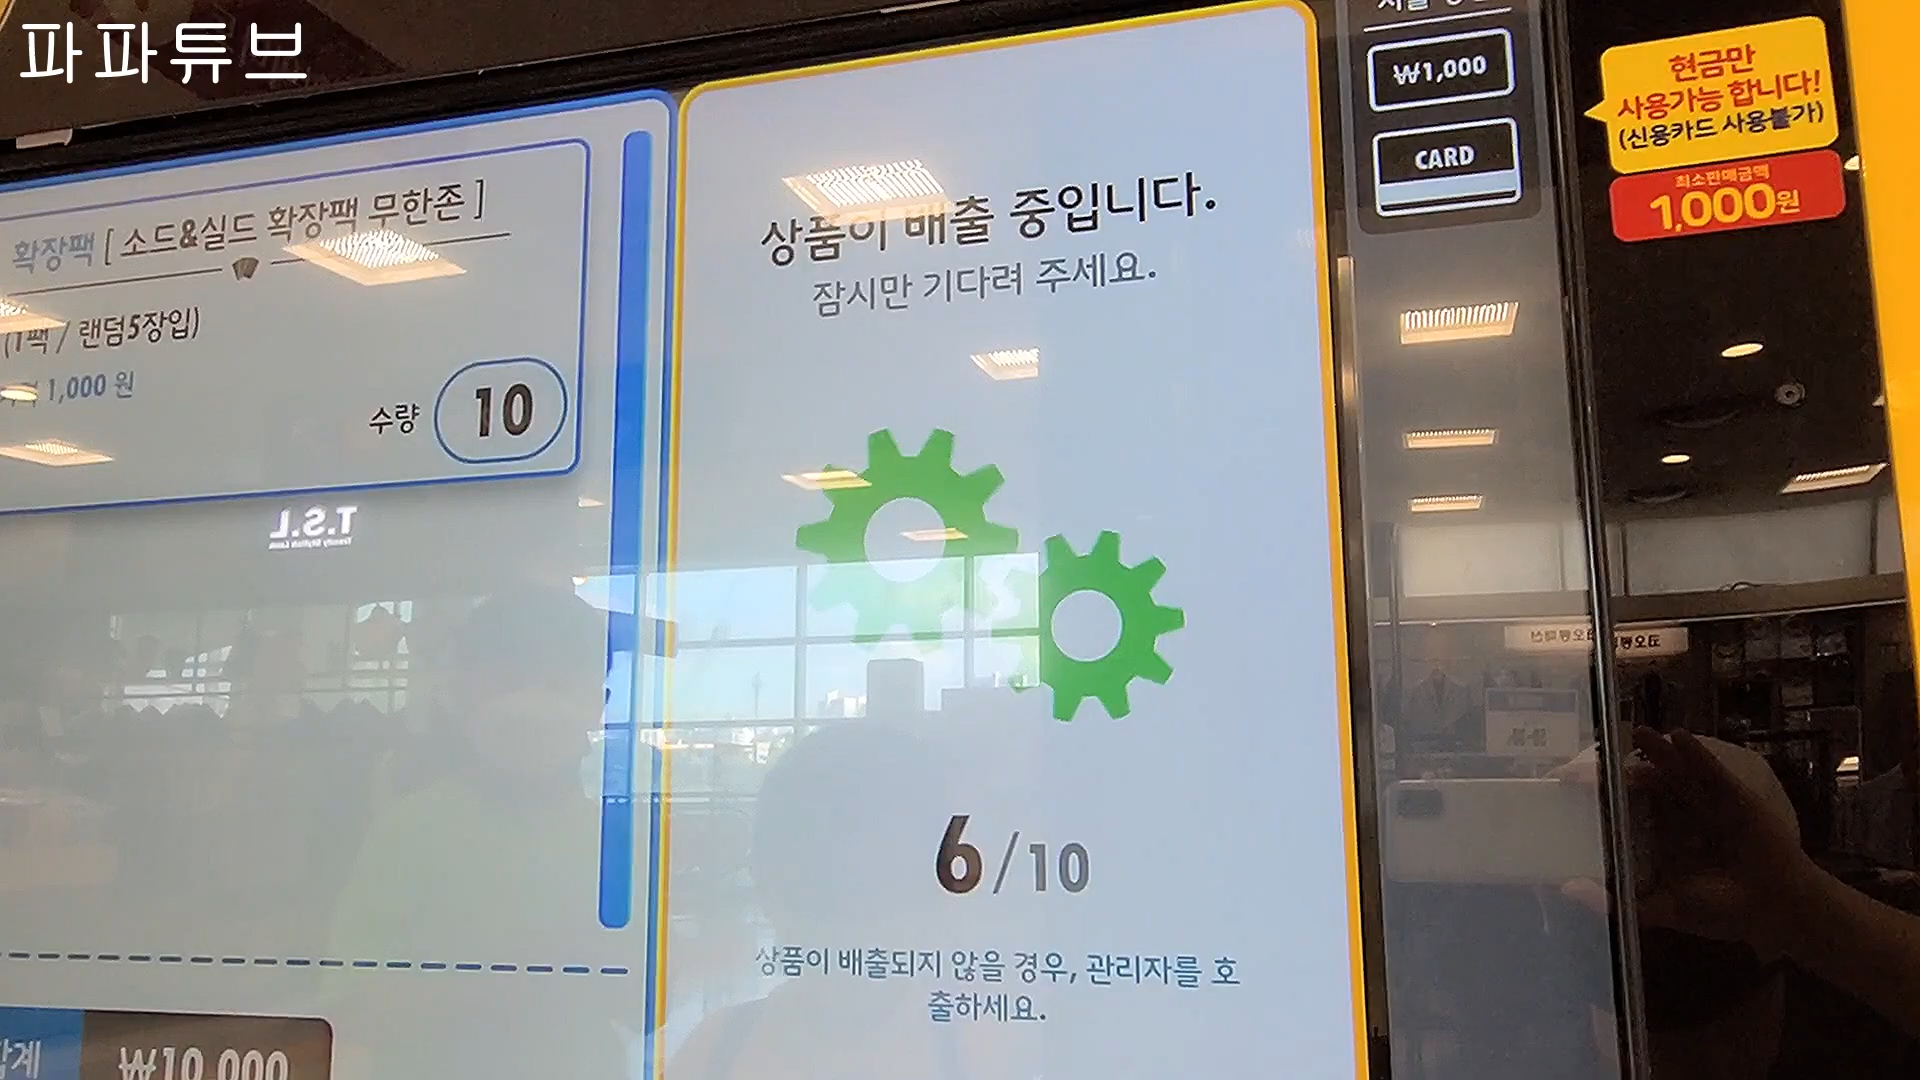 파파튜브
확장팩 [ 소드&실드 확장팩 무한존 ]
(1팩 / 랜덤5장입)
1,000 원
수량 10
T.S.L
합계 ₩10,000
상품이 배출 중입니다.
잠시만 기다려 주세요.
6/10
상품이 배출되지 않을 경우, 관리자를 호
출하세요.
₩1,000
CARD
현금만
사용가능 합니다!
(신용카드 사용불가)
최소판매금액
1,000원